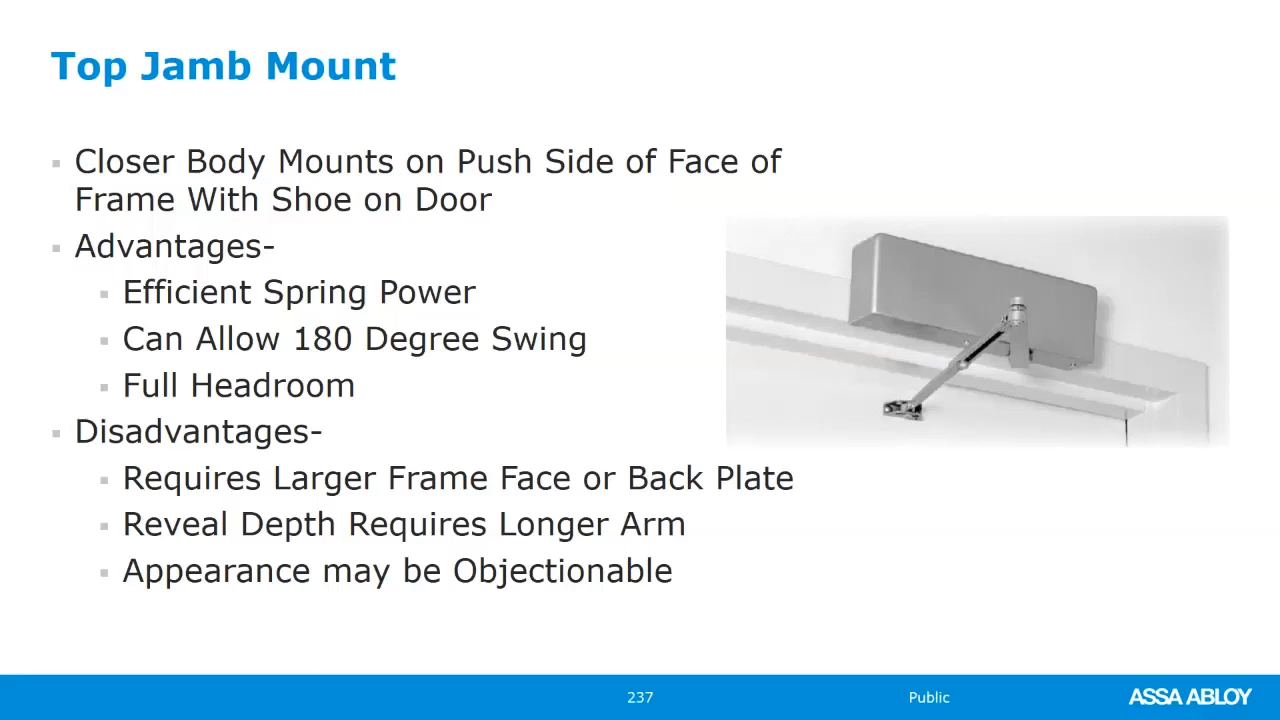 Top Jamb Mount
Closer Body Mounts on Push Side of Face of
Frame With Shoe on Door
Advantages-
Efficient Spring Power
Can Allow 180 Degree Swing
Full Headroom
Disadvantages-
Requires Larger Frame Face or Back Plate
Reveal Depth Requires Longer Arm
Appearance may be Objectionable
237
Public
ASSA ABLOY